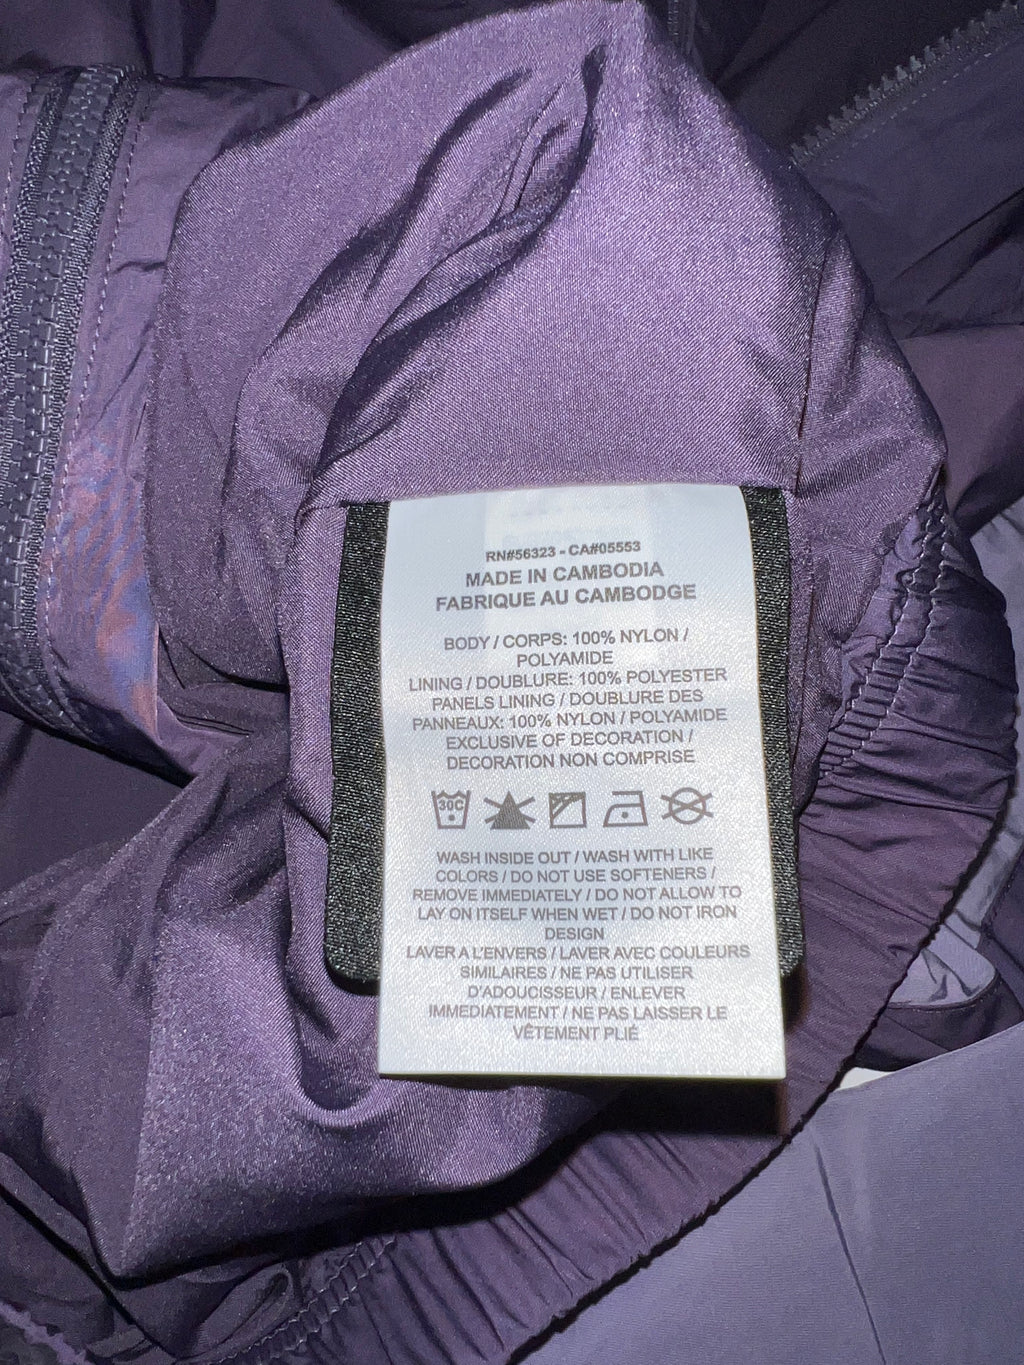 RN#56323 - CA#05553
MADE IN CAMBODIA
FABRIQUE AU CAMBODGE
BODY / CORPS: 100% NYLON /
POLYAMIDE
LINING / DOUBLURE: 100% POLYESTER
PANELS LINING / DOUBLURE DES
PANNEAUX: 100% NYLON / POLYAMIDE
EXCLUSIVE OF DECORATION /
DECORATION NON COMPRISE
30C
WASH INSIDE OUT / WASH WITH LIKE
COLORS / DO NOT USE SOFTENERS /
REMOVE IMMEDIATELY / DO NOT ALLOW TO
LAY ON ITSELF WHEN WET / DO NOT IRON
DESIGN
LAVER A L'ENVERS / LAVER AVEC COULEURS
SIMILAIRES / NE PAS UTILISER
D'ADOUCISSEUR / ENLEVER
IMMEDIATEMENT / NE PAS LAISSER LE
VÊTEMENT PLIÉ